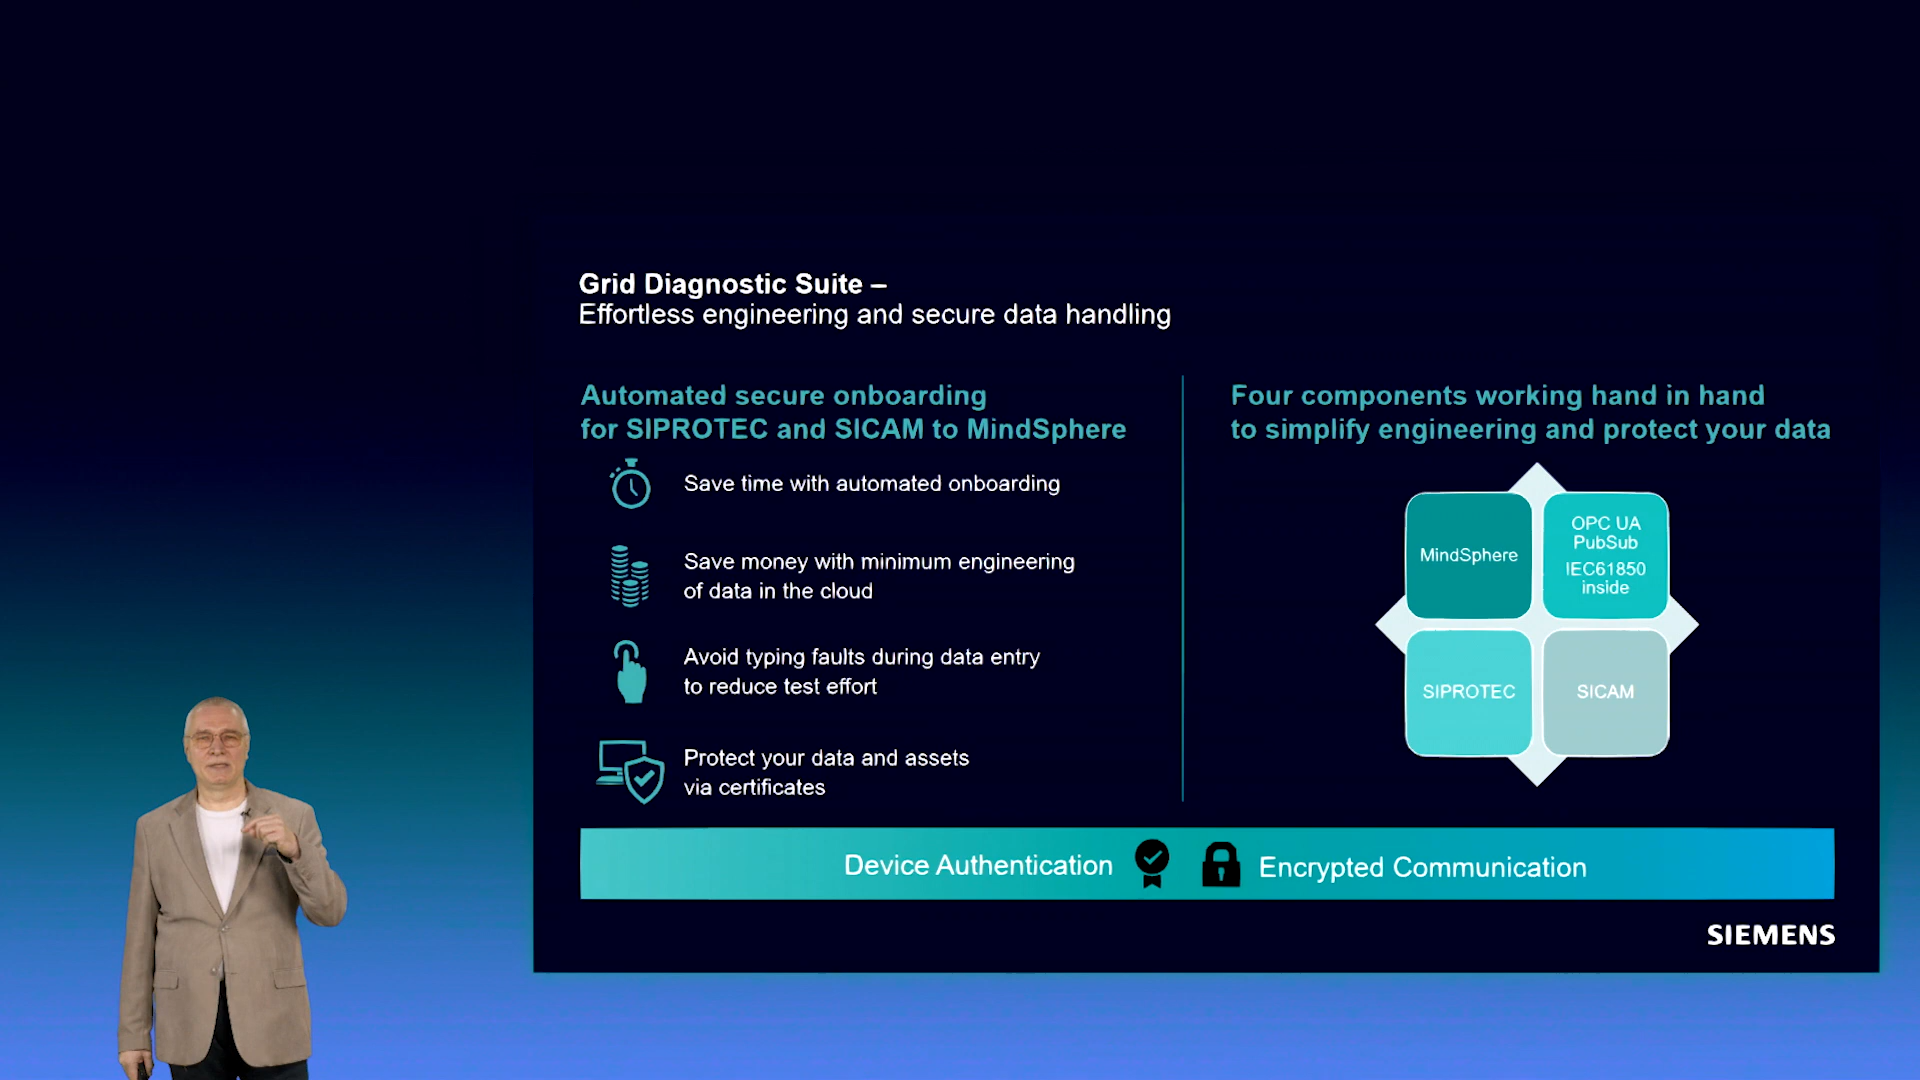 Grid Diagnostic Suite –
Effortless engineering and secure data handling
Automated secure onboarding
for SIPROTEC and SICAM to MindSphere
Save time with automated onboarding
Save money with minimum engineering
of data in the cloud
Avoid typing faults during data entry
to reduce test effort
Protect your data and assets
via certificates
Four components working hand in hand
to simplify engineering and protect your data
MindSphere
OPC UA
PubSub
IEC61850
inside
SIPROTEC
SICAM
Device Authentication
Encrypted Communication
SIEMENS